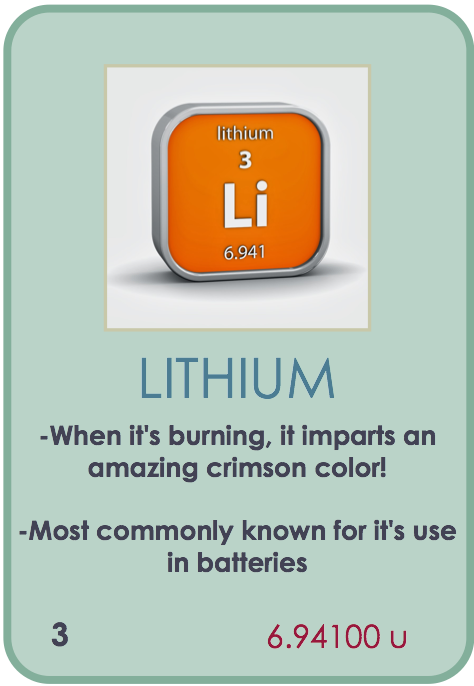 lithium
3
Li
6.941
LITHIUM
-When it's burning, it imparts an
amazing crimson color!
-Most commonly known for it's use
in batteries
3
6.94100 u